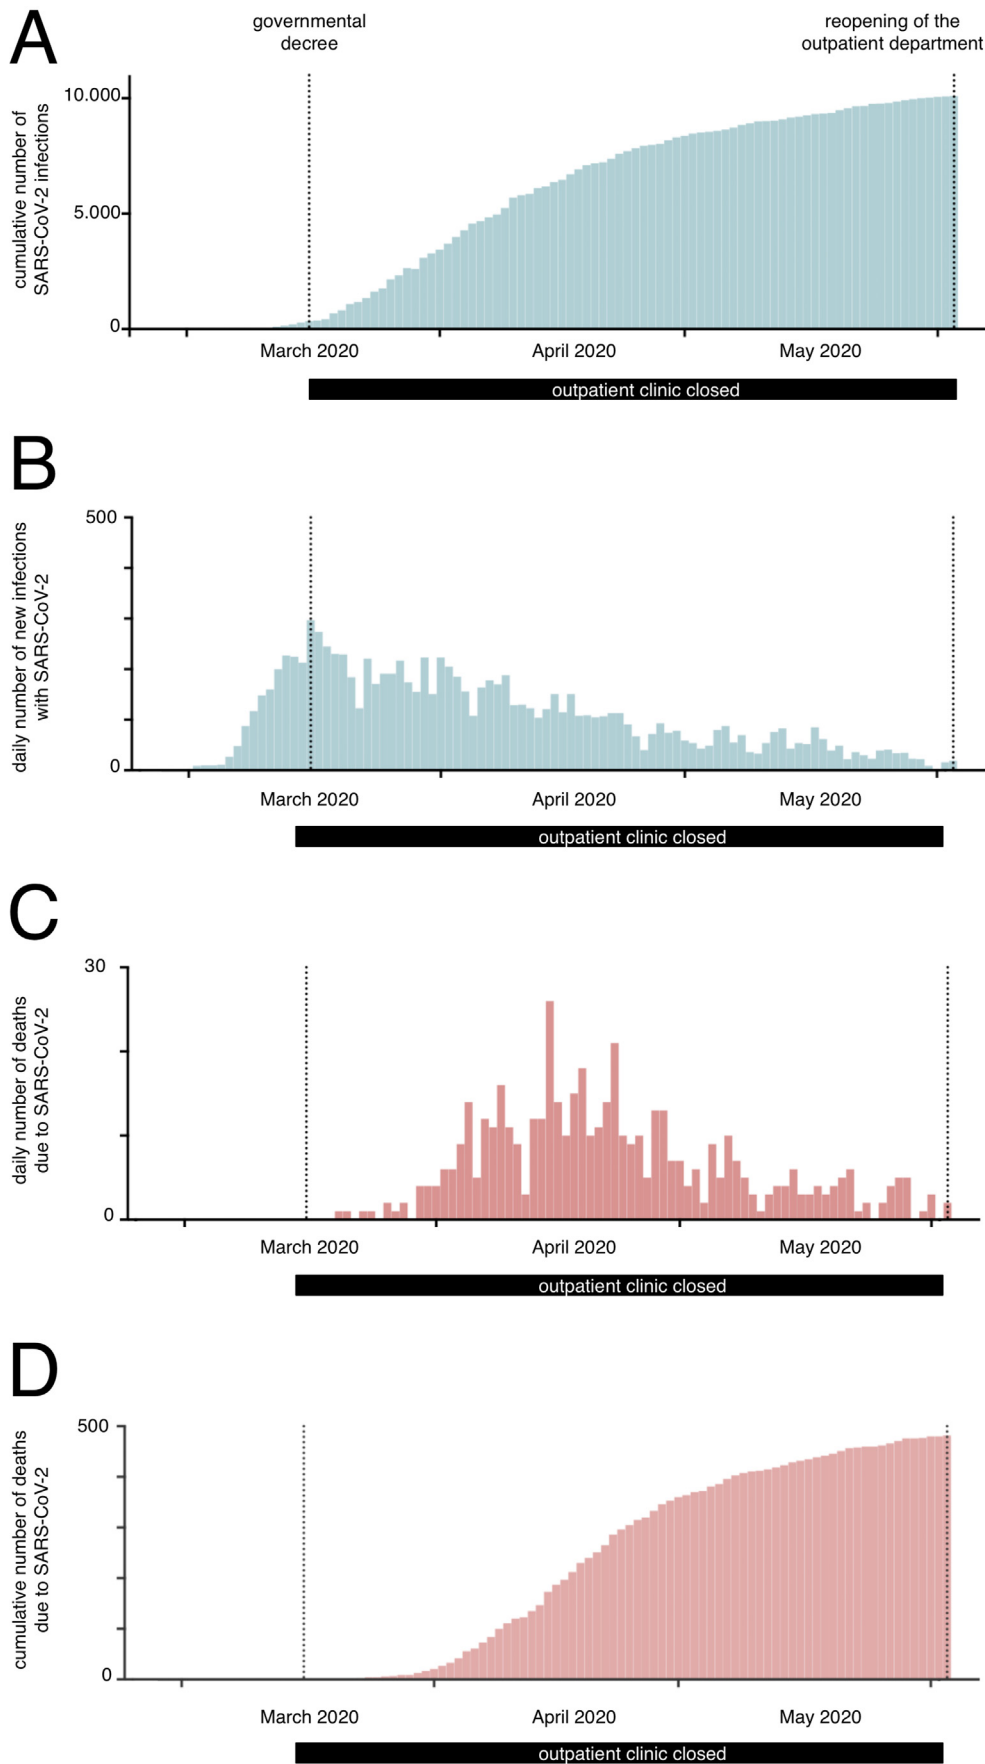 A
governmental
decree
reopening of the
outpatient department
cumulative number of
SARS-CoV-2 infections
10.000
5.000
0
March 2020
April 2020
May 2020
outpatient clinic closed
B
daily number of new infections
with SARS-CoV-2
500
0
March 2020
April 2020
May 2020
outpatient clinic closed
C
daily number of deaths
due to SARS-CoV-2
30
0
March 2020
April 2020
May 2020
outpatient clinic closed
D
cumulative number of deaths
due to SARS-CoV-2
500
0
March 2020
April 2020
May 2020
outpatient clinic closed